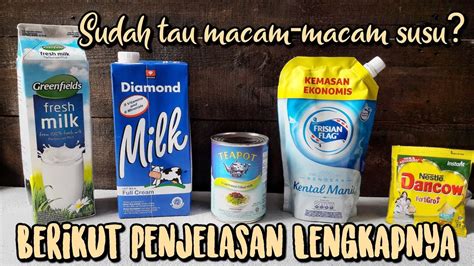 Sudah tau macam-macam susu?
Greenfields
fresh
milk
Diamond
Milk
Full Cream
TEAPOT
KEMASAN
EKONOMIS
FRISIAN
FLAG
Kental Manis
Nestle
Dancow
FortiGro
Instant
BERIKUT PENJELASAN LENGKAPNYA